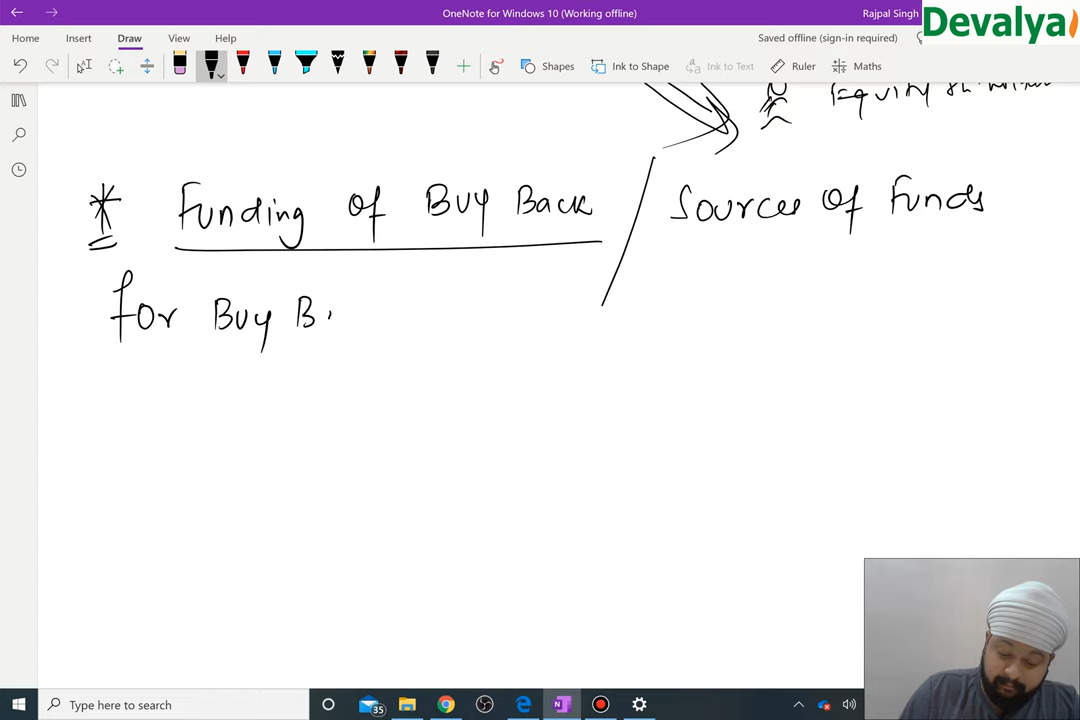 OneNote for Windows 10 (Working offline)
Rajpal Singh
Devalya
Home Insert Draw View Help
Saved offline (sign-in required)
Shapes Ink to Shape Ink to Text Ruler Maths
Equity
* Funding of Buy Back / Sources of Funds
for Buy B
35
Type here to search